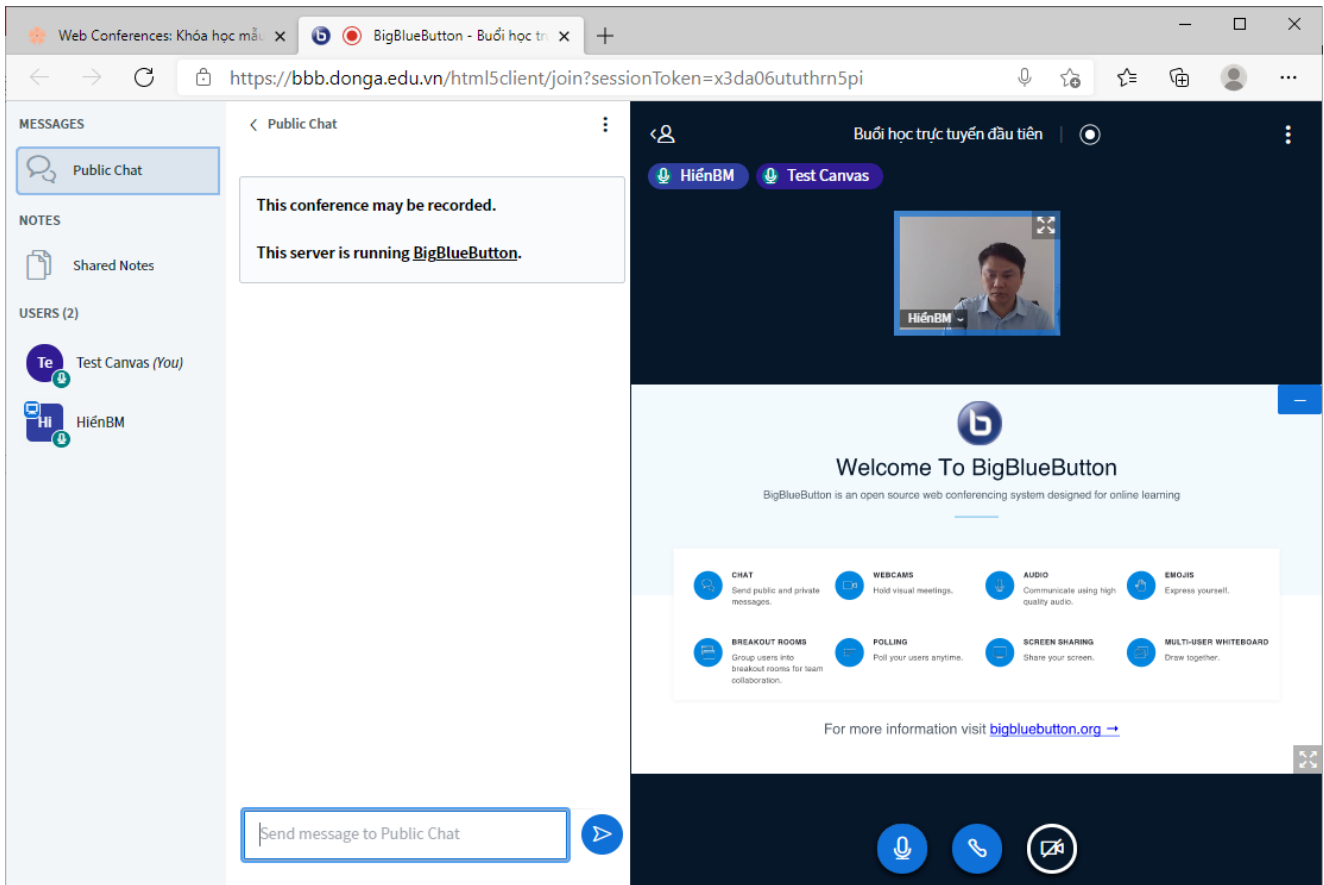 Web Conferences: Khóa học mẫu
BigBlueButton - Buổi học tr
https://bbb.donga.edu.vn/html5client/join?sessionToken=x3da06ututhrn5pi
MESSAGES
Public Chat
NOTES
Shared Notes
USERS (2)
Te
Test Canvas (You)
Hi
HiểnBM
Public Chat
This conference may be recorded.
This server is running BigBlueButton.
Send message to Public Chat
Buổi học trực tuyến đầu tiên
HiểnBM
Test Canvas
HiểnBM
Welcome To BigBlueButton
BigBlueButton is an open source web conferencing system designed for online learning
CHAT
Send public and private
messages.
WEBCAMS
Hold visual meetings.
AUDIO
Communicate using high
quality audio.
EMOJIS
Express yourself.
BREAKOUT ROOMS
Group users into
breakout rooms for team
collaboration.
POLLING
Poll your users anytime.
SCREEN SHARING
Share your screen.
MULTI-USER WHITEBOARD
Draw together.
For more information visit bigbluebutton.org →